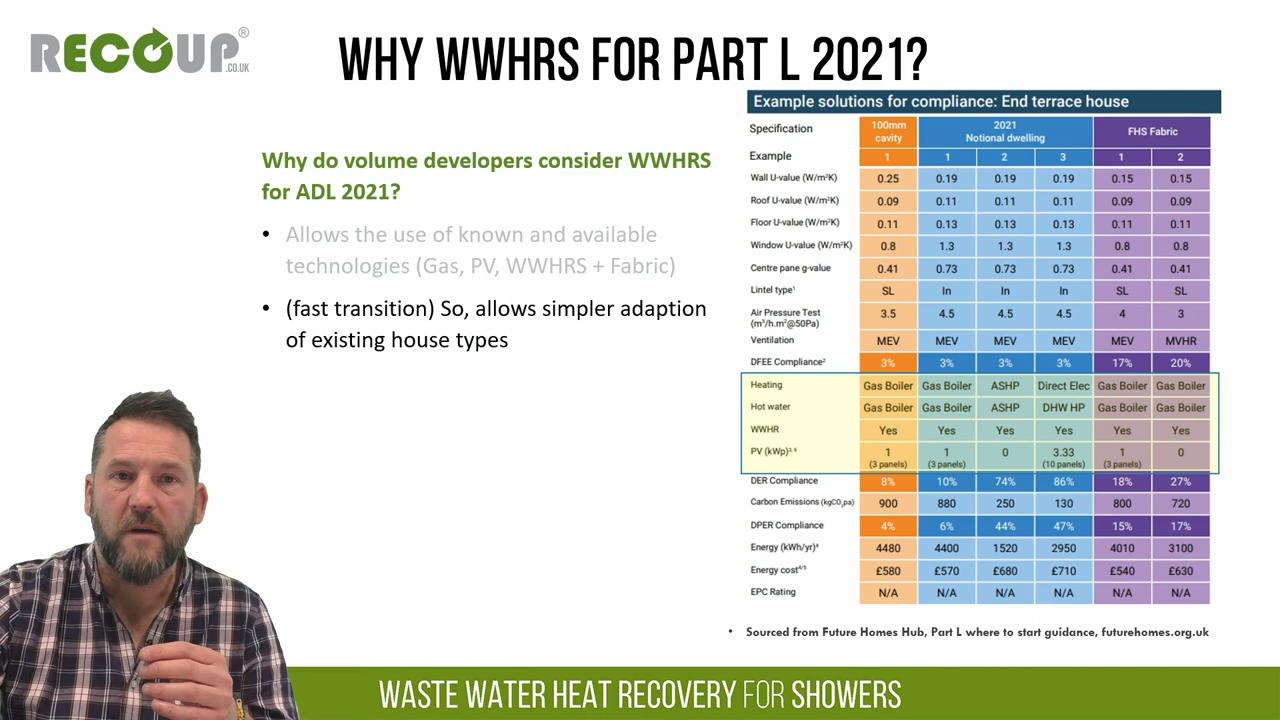 RECOUP®
.CO.UK
WHY WWHRS FOR PART L 2021?
Why do volume developers consider WWHRS
for ADL 2021?
• Allows the use of known and available
technologies (Gas, PV, WWHRS + Fabric)
• (fast transition) So, allows simpler adaption
of existing house types
Example solutions for compliance: End terrace house
Specification 100mm cavity 2021 Notional dwelling FHS Fabric
Example 1 1 2 3 1 2
Wall U-value (W/m²K) 0.25 0.19 0.19 0.19 0.15 0.15
Roof U-value (W/m²K) 0.09 0.11 0.11 0.11 0.09 0.09
Floor U-value (W/m²K) 0.11 0.13 0.13 0.13 0.11 0.11
Window U-value (W/m²K) 0.8 1.3 1.3 1.3 0.8 0.8
Centre pane g-value 0.41 0.73 0.73 0.73 0.41 0.41
Lintel type¹ SL In In In SL SL
Air Pressure Test (m³/h.m²@50Pa) 3.5 4.5 4.5 4.5 4 3
Ventilation MEV MEV MEV MEV MEV MVHR
DFEE Compliance² 3% 3% 3% 3% 17% 20%
Heating Gas Boiler Gas Boiler ASHP Direct Elec Gas Boiler Gas Boiler
Hot water Gas Boiler Gas Boiler ASHP DHW HP Gas Boiler Gas Boiler
WWHR Yes Yes Yes Yes Yes Yes
PV (kWp) 1 1 0 3.33 1 0
(3 panels) (3 panels) (10 panels) (3 panels)
DER Compliance 8% 10% 74% 86% 18% 27%
Carbon Emissions (kgCO₂pa) 900 880 250 130 800 720
DPER Compliance 4% 6% 44% 47% 15% 17%
Energy (kWh/yr)⁴ 4480 4400 1520 2950 4010 3100
Energy cost⁴/⁵ £580 £570 £680 £710 £540 £630
EPC Rating N/A N/A N/A N/A N/A N/A
• Sourced from Future Homes Hub, Part L where to start guidance, futurehomes.org.uk
WASTE WATER HEAT RECOVERY FOR SHOWERS